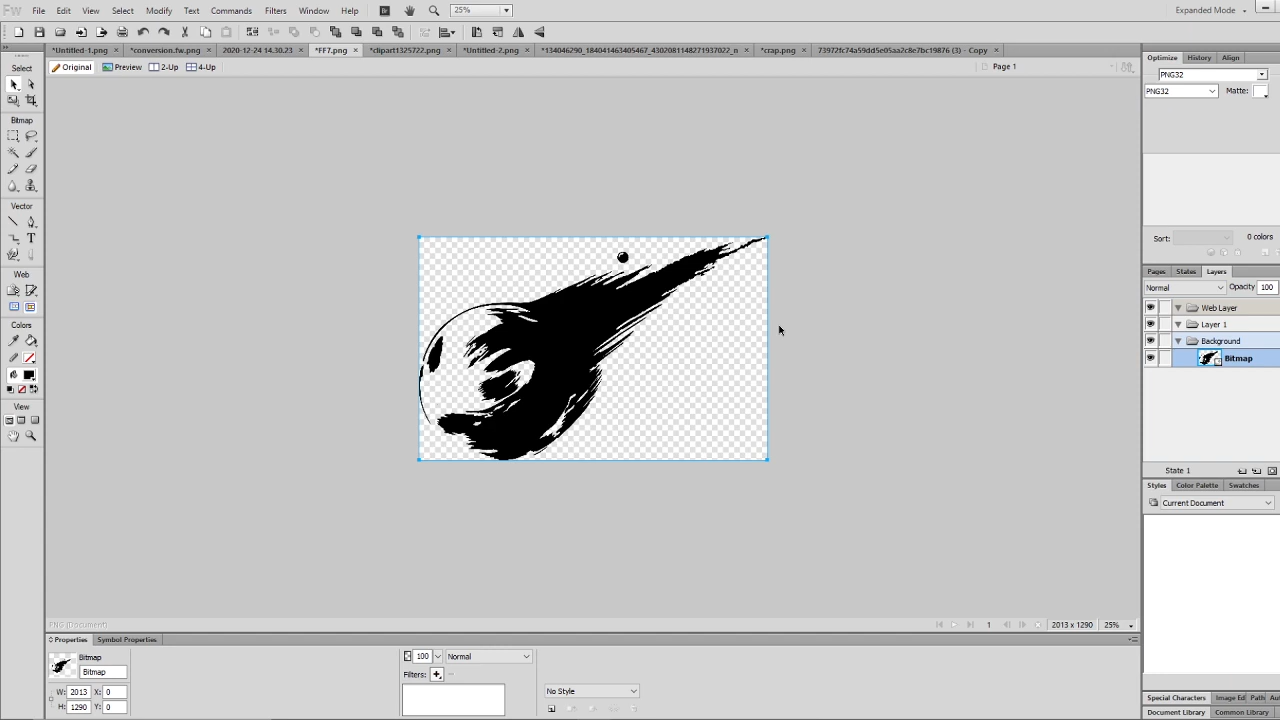 Fw File Edit View Select Modify Text Commands Filters Window Help 25% Expanded Mode
*Untitled-1.png × *conversion.fw.png × 2020-12-24 14.30.23 × *FF7.png × *clipart1325722.png × *Untitled-2.png × *134046290_184041463405467_4302081148271937022_n × *crap.png × 73972fc74a59dd5e05aa2c8e7bc19876 (3) - Copy ×
Original Preview 2-Up 4-Up Page 1
Select
Bitmap
Vector
Web
Colors
View
Optimize History Align
PNG32
PNG32 Matte:
Sort: 0 colors
Pages States Layers
Normal Opacity 100
Web Layer
Layer 1
Background
Bitmap
State 1
Styles Color Palette Swatches
Current Document
PNG (Document) 1 2013 x 1290 25%
Properties Symbol Properties
Bitmap
Bitmap
W: 2013 X: 0
H: 1290 Y: 0
100 Normal
Filters:
No Style
Special Characters Image Ed Path Au
Document Library Common Library